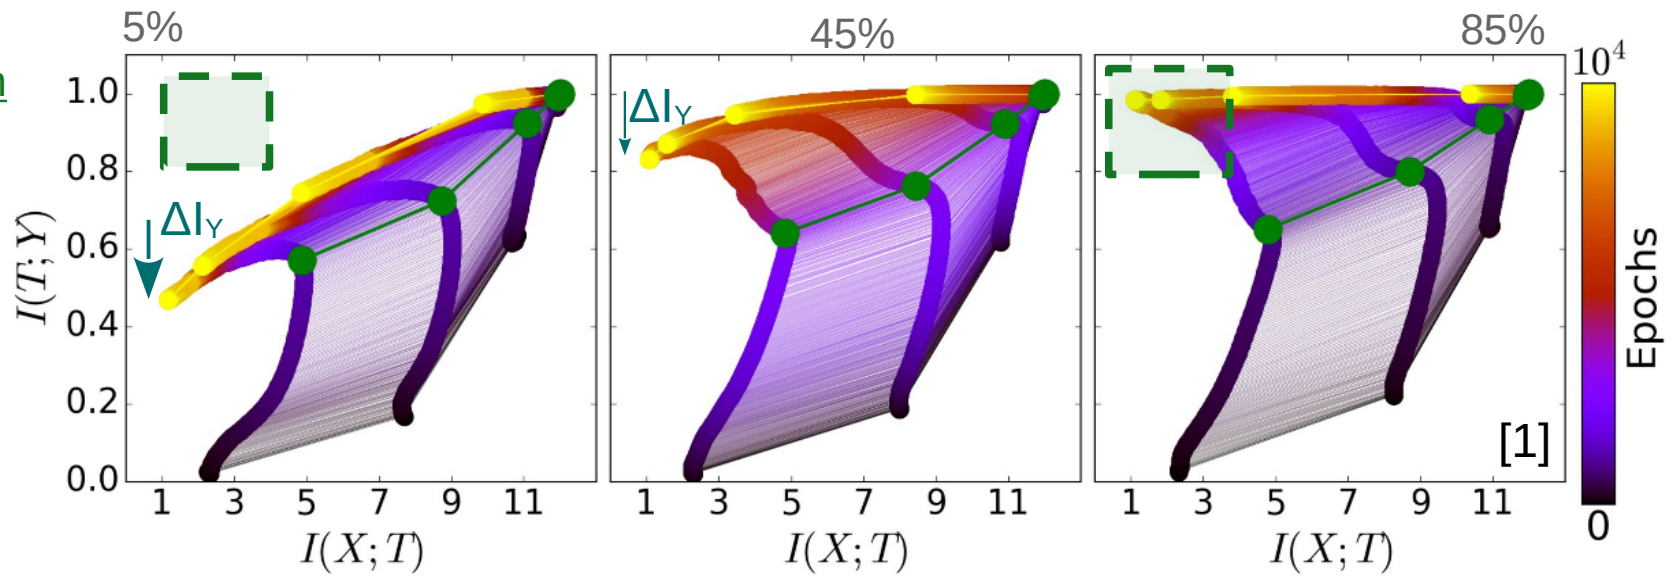 5%
45%
85%
n
ΔIY
ΔIY
10⁴
Epochs
0
[1]
I(T;Y)
1.0
0.8
0.6
0.4
0.2
0.0
1 3 5 7 9 11
1 3 5 7 9 11
1 3 5 7 9 11
I(X;T)
I(X;T)
I(X;T)